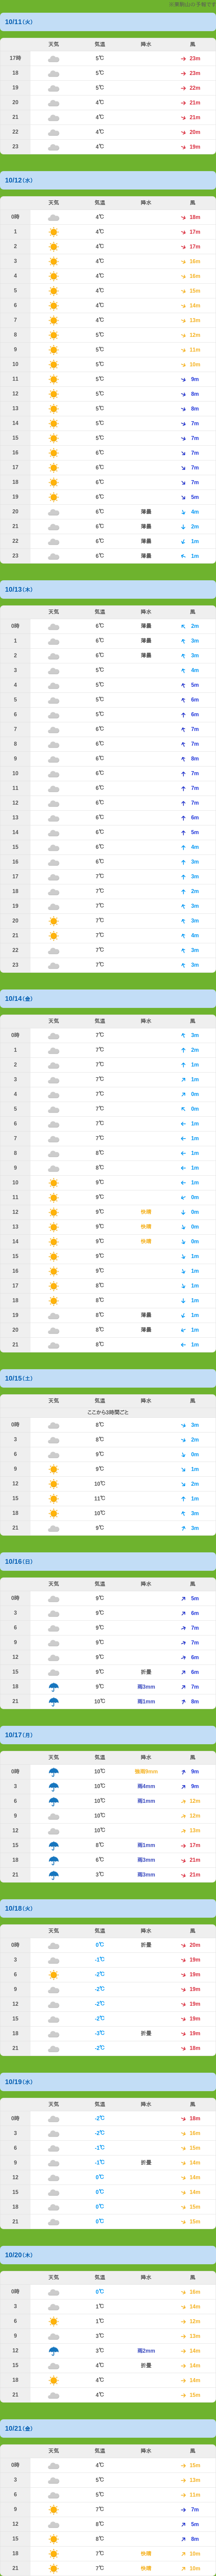 の予報です
10/11(火)
天気 気温 降水 風
17時 5℃ 23m
18 5℃ 23m
19 5℃ 22m
20 4℃ 21m
21 4℃ 21m
22 4℃ 20m
23 4℃ 19m
10/12(水)
天気 気温 降水 風
0時 4℃ 18m
1 4℃ 17m
2 4℃ 17m
3 4℃ 16m
4 4℃ 16m
5 4℃ 15m
6 4℃ 14m
7 4℃ 13m
8 5℃ 12m
9 5℃ 11m
10 5℃ 10m
11 5℃ 9m
12 5℃ 8m
13 5℃ 8m
14 5℃ 7m
15 5℃ 7m
16 6℃ 7m
17 6℃ 7m
18 6℃ 7m
19 6℃ 5m
20 6℃ 薄曇 4m
21 6℃ 薄曇 2m
22 6℃ 薄曇 1m
23 6℃ 薄曇 1m
10/13(木)
天気 気温 降水 風
0時 6℃ 薄曇 2m
1 6℃ 薄曇 3m
2 6℃ 薄曇 3m
3 5℃ 4m
4 5℃ 5m
5 5℃ 6m
6 5℃ 6m
7 6℃ 7m
8 6℃ 7m
9 6℃ 8m
10 6℃ 7m
11 6℃ 7m
12 6℃ 7m
13 6℃ 6m
14 6℃ 5m
15 6℃ 4m
16 6℃ 3m
17 7℃ 3m
18 7℃ 2m
19 7℃ 3m
20 7℃ 3m
21 7℃ 4m
22 7℃ 3m
23 7℃ 3m
10/14(金)
天気 気温 降水 風
0時 7℃ 3m
1 7℃ 2m
2 7℃ 1m
3 7℃ 1m
4 7℃ 0m
5 7℃ 0m
6 7℃ 1m
7 7℃ 1m
8 8℃ 1m
9 8℃ 1m
10 9℃ 1m
11 9℃ 0m
12 9℃ 快晴 0m
13 9℃ 快晴 0m
14 9℃ 快晴 0m
15 9℃ 1m
16 9℃ 1m
17 8℃ 1m
18 8℃ 1m
19 8℃ 薄曇 1m
20 8℃ 薄曇 1m
21 8℃ 1m
10/15(土)
天気 気温 降水 風
ここから3時間ごと
0時 8℃ 3m
3 8℃ 2m
6 9℃ 0m
9 9℃ 1m
12 10℃ 2m
15 11℃ 1m
18 10℃ 3m
21 9℃ 3m
10/16(日)
天気 気温 降水 風
0時 9℃ 5m
3 9℃ 6m
6 9℃ 7m
9 9℃ 7m
12 9℃ 6m
15 9℃ 折曇 6m
18 9℃ 雨3mm 7m
21 10℃ 雨1mm 8m
10/17(月)
天気 気温 降水 風
0時 10℃ 強雨9mm 9m
3 10℃ 雨4mm 9m
6 10℃ 雨1mm 12m
9 10℃ 12m
12 10℃ 13m
15 8℃ 雨1mm 17m
18 6℃ 雨3mm 21m
21 3℃ 雨3mm 21m
10/18(火)
天気 気温 降水 風
0時 0℃ 折曇 20m
3 -1℃ 19m
6 -2℃ 19m
9 -2℃ 19m
12 -2℃ 19m
15 -2℃ 19m
18 -3℃ 折曇 19m
21 -2℃ 18m
10/19(水)
天気 気温 降水 風
0時 -2℃ 18m
3 -2℃ 16m
6 -1℃ 15m
9 -1℃ 折曇 14m
12 0℃ 14m
15 0℃ 14m
18 0℃ 15m
21 0℃ 15m
10/20(木)
天気 気温 降水 風
0時 0℃ 16m
3 1℃ 14m
6 1℃ 12m
9 3℃ 13m
12 3℃ 雨2mm 14m
15 4℃ 折曇 14m
18 4℃ 14m
21 4℃ 15m
10/21(金)
天気 気温 降水 風
0時 4℃ 15m
3 5℃ 13m
6 5℃ 11m
9 7℃ 7m
12 8℃ 5m
15 8℃ 8m
18 7℃ 快晴 10m
21 7℃ 快晴 10m